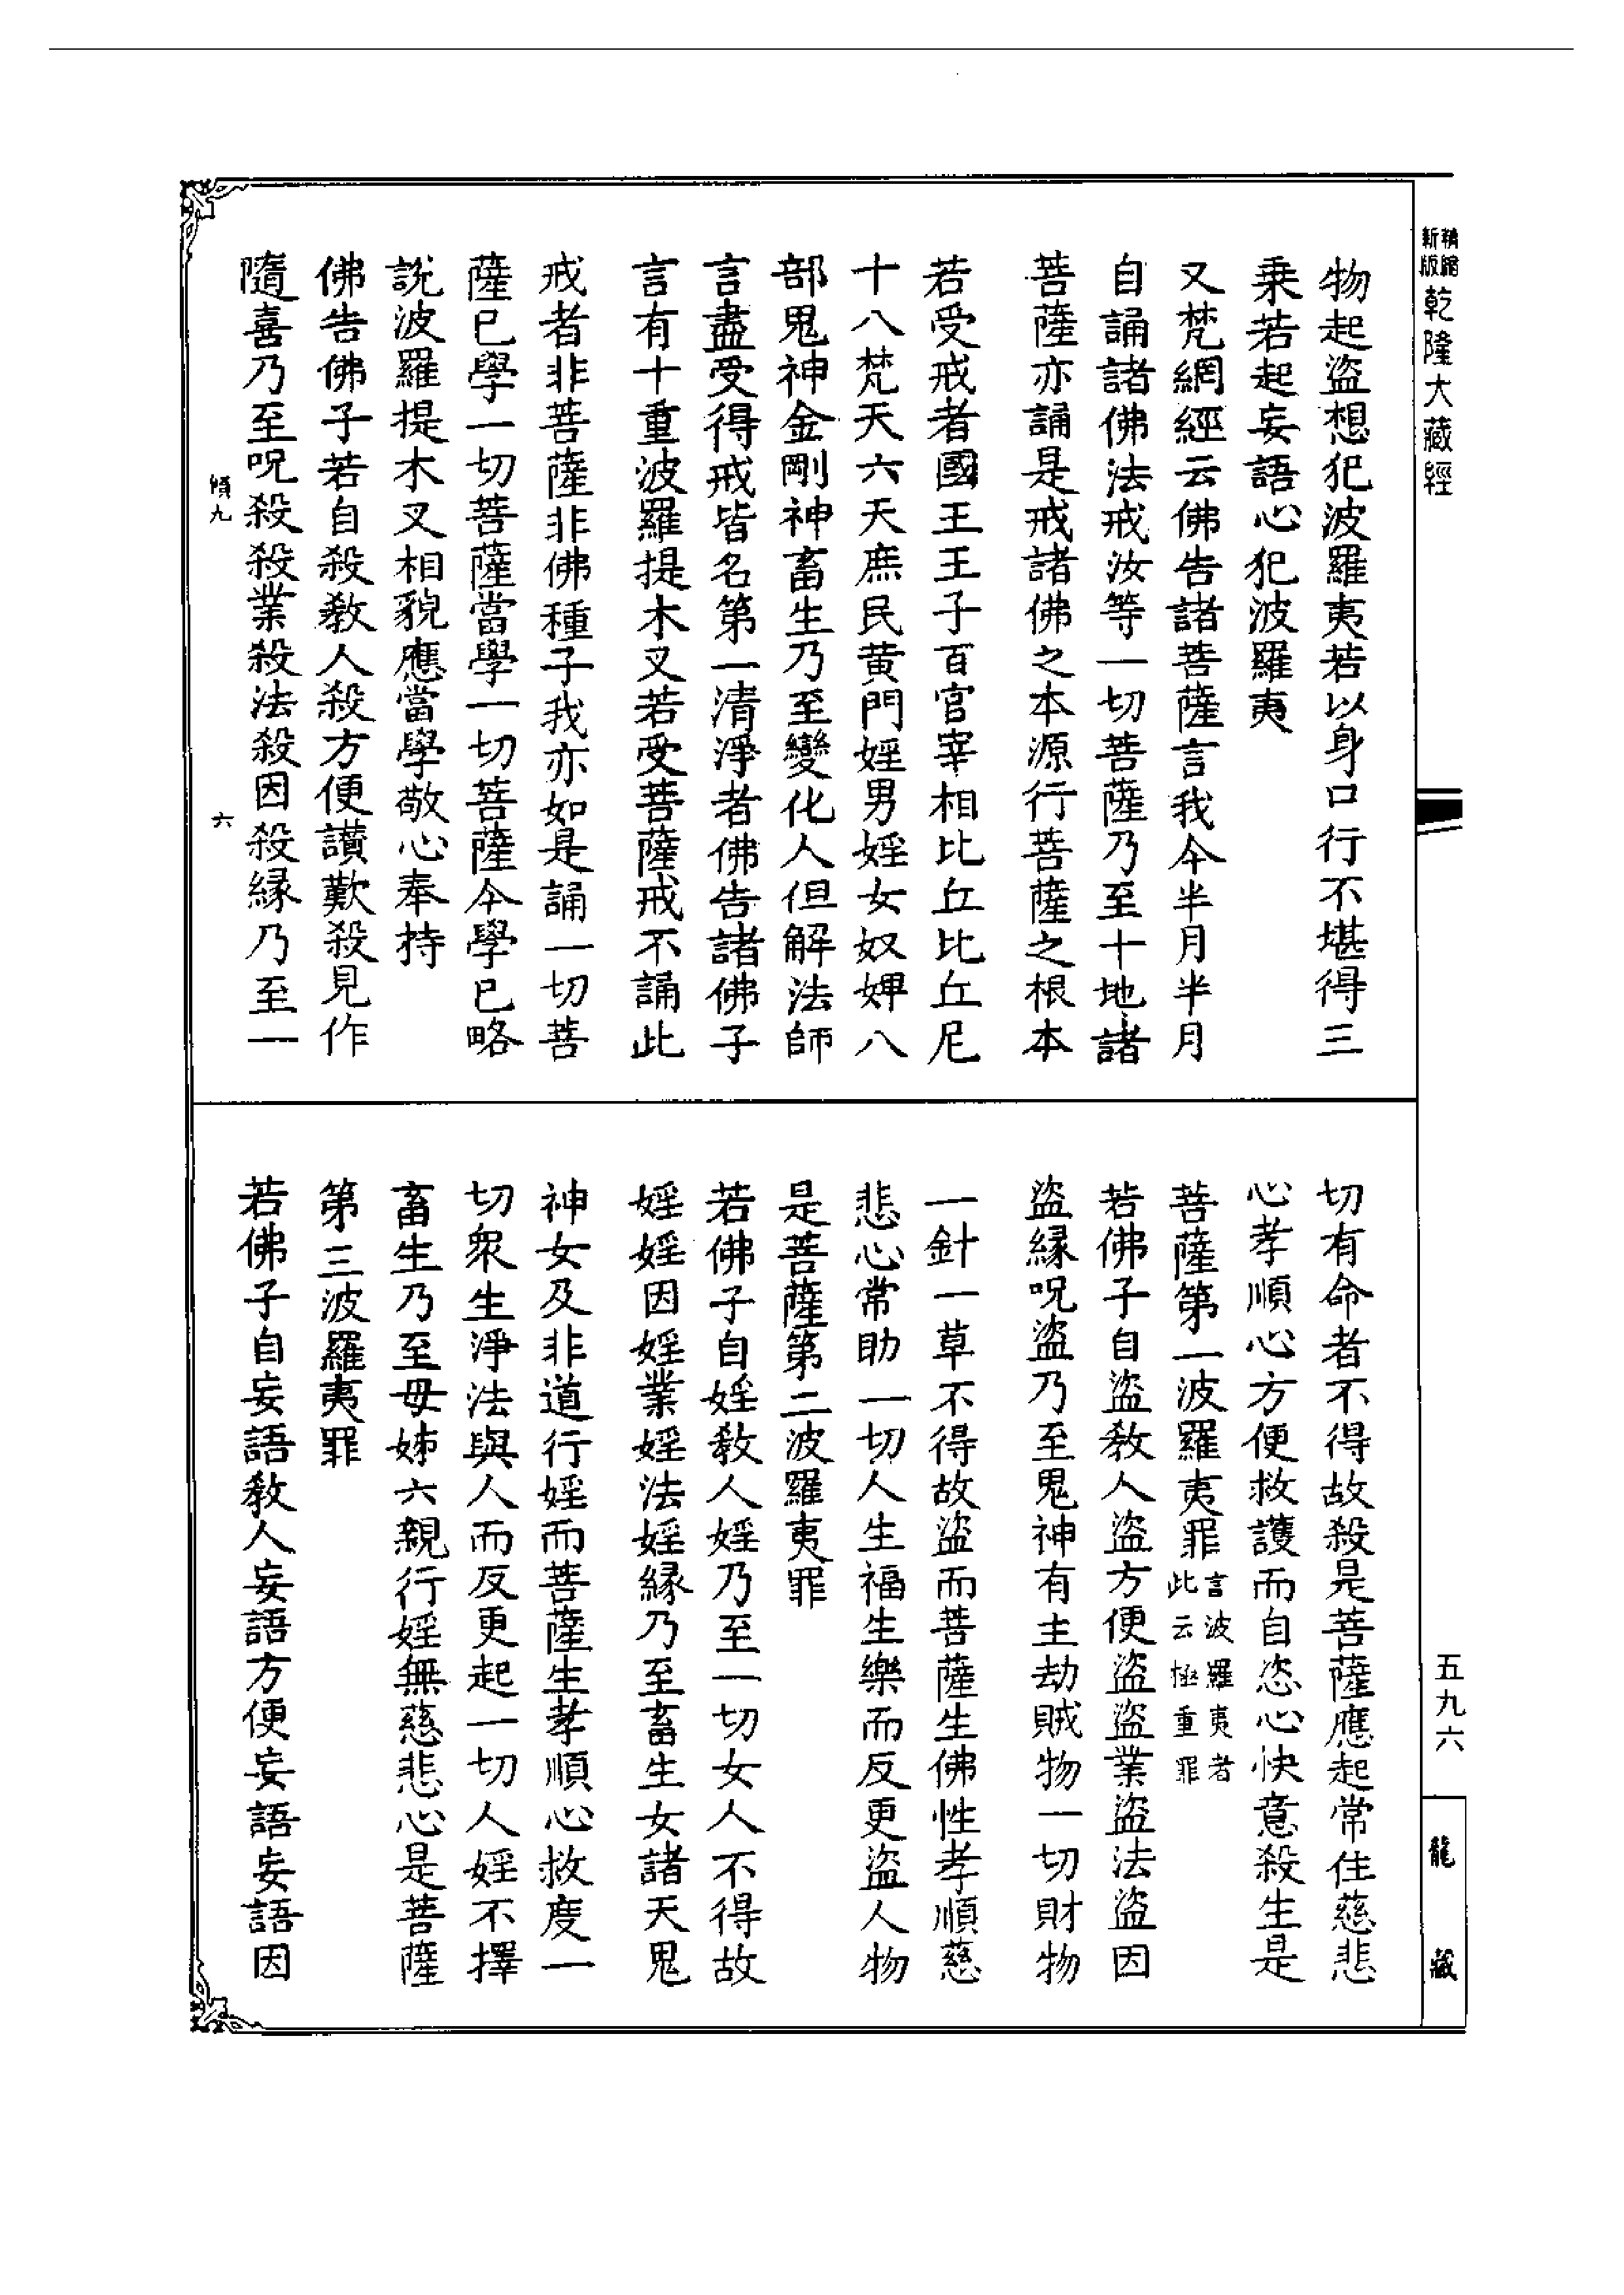 精縮新版乾隆大藏經
物起盜想犯波羅夷若以身口行不堪得三
乘若起妄語心犯波羅夷
又梵網經云佛告諸菩薩言我今半月半月
自誦諸佛法戒汝等一切菩薩乃至十地諸
菩薩亦誦是戒諸佛之本源行菩薩之根本
若受戒者國王王子百官宰相比丘比丘尼
十八梵天六天庶民黃門婬男婬女奴婢八
部鬼神金剛神畜生乃至變化人但解法師
言盡受得戒皆名第一清淨者佛告諸佛子
言有十重波羅提木叉若受菩薩戒不誦此
戒者非菩薩非佛種子我亦如是誦一切菩
薩已學一切菩薩當學一切菩薩今學已略
說波羅提木叉相貌應當學敬心奉持
佛告佛子若自殺教人殺方便讚歎殺見作
隨喜乃至呪殺殺業殺法殺因殺緣乃至一
傾九
六
切有命者不得故殺是菩薩應起常住慈悲
心孝順心方便救護而自恣心快意殺生是
菩薩第一波羅夷罪言波羅夷者此云極重罪
若佛子自盜教人盜方便盜盜業盜法盜因
盜緣呪盜乃至鬼神有主劫賊物一切財物
一針一草不得故盜而菩薩生佛性孝順慈
悲心常助一切人生福生樂而反更盜人物
是菩薩第二波羅夷罪
若佛子自婬教人婬乃至一切女人不得故
婬婬因婬業婬法婬緣乃至畜生女諸天鬼
神女及非道行婬而菩薩生孝順心救度一
切眾生淨法與人而反更起一切人婬不擇
畜生乃至母姊六親行婬無慈悲心是菩薩
第三波羅夷罪
若佛子自妄語教人妄語方便妄語妄語因
五九六
龍藏